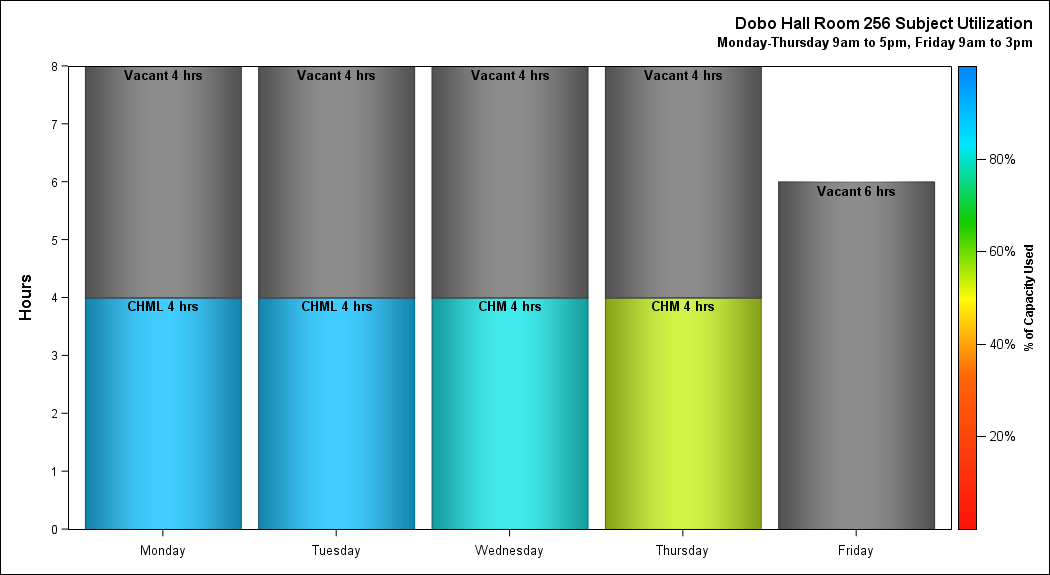 Dobo Hall Room 256 Subject Utilization
Monday-Thursday 9am to 5pm, Friday 9am to 3pm
8
7
6
5
4
3
2
1
0
Hours
Vacant 4 hrs
Vacant 4 hrs
Vacant 4 hrs
Vacant 4 hrs
Vacant 6 hrs
CHML 4 hrs
CHML 4 hrs
CHM 4 hrs
CHM 4 hrs
Monday
Tuesday
Wednesday
Thursday
Friday
80%
60%
40%
20%
% of Capacity Used